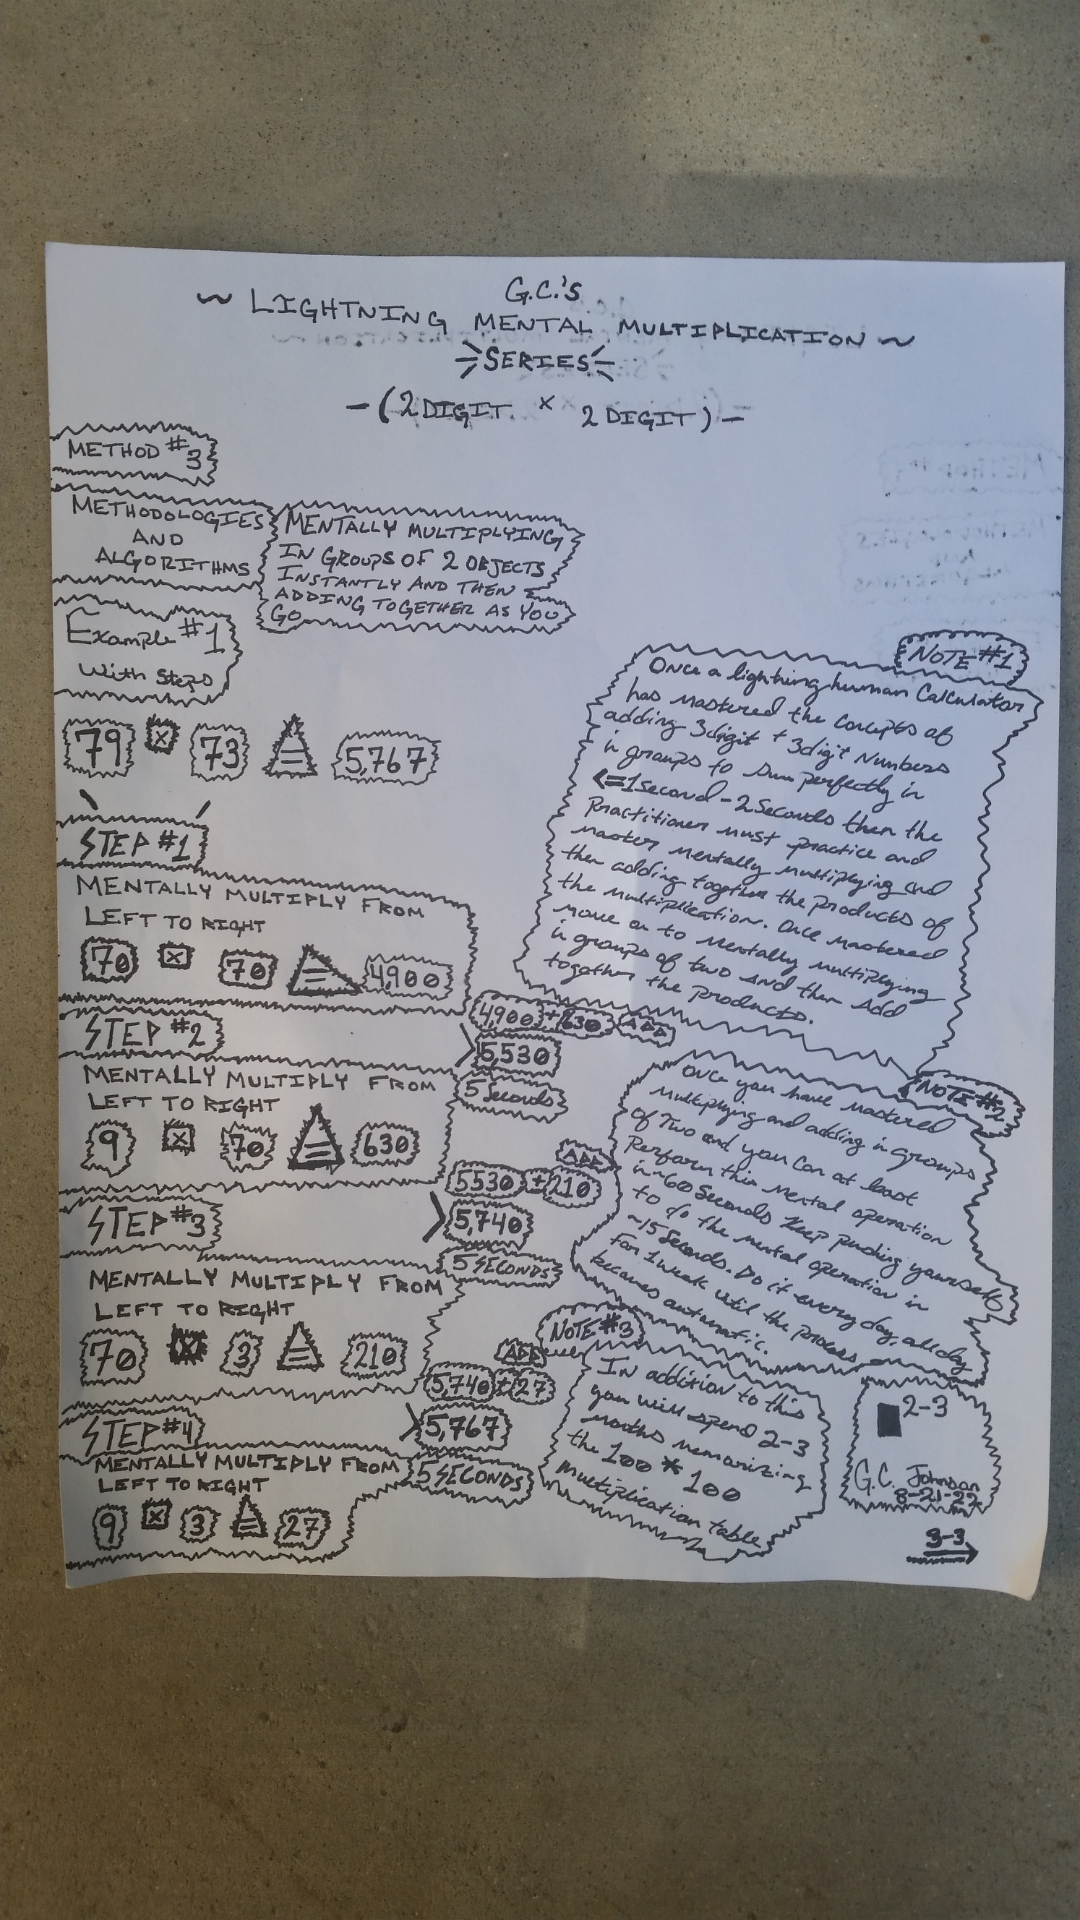 G.C.'s
~ LIGHTNING MENTAL MULTIPLICATION ~
SERIES
-(2 DIGIT × 2 DIGIT)-
METHOD #3
METHODOLOGIES
AND
ALGORITHMS
MENTALLY MULTIPLYING
IN GROUPS OF 2 OBJECTS
INSTANTLY AND THEN
ADDING TOGETHER AS YOU
GO
Example #1
With Steps
79 × 73 = 5,767
STEP #1
MENTALLY MULTIPLY FROM
LEFT TO RIGHT
70 × 70 = 4,900
4,900 + 630 ADD
5,530
5 Seconds
STEP #2
MENTALLY MULTIPLY FROM
LEFT TO RIGHT
9 × 70 = 630
ADD
5530 + 210
5,740
5 SECONDS
STEP #3
MENTALLY MULTIPLY FROM
LEFT TO RIGHT
70 × 3 = 210
ADD
5,740 + 27
5,767
5 SECONDS
STEP #4
MENTALLY MULTIPLY FROM
LEFT TO RIGHT
9 × 3 = 27
NOTE #1
Once a lightning human Calculator
has mastered the concepts of
adding 3digit + 3digit Numbers
in groups to sum perfectly in
<=1second - 2Seconds then the
Practitioner must practice and
master mentally multiplying and
then adding together the products of
the multiplication. Once mastered
move on to mentally multiplying
in groups of two and then Add
together the Products.
NOTE #2
Once you have mastered
Multiplying and adding in groups
of Two and you can at least
Perform this mental operation
in ~60 Seconds Keep pushing yourself
to do the mental operation in
~15 Seconds. Do it every day, all day
For 1 week until the process
becomes automatic.
NOTE #3
In addition to this
you will spend 2-3
months memorizing
the 100 * 100
Multiplication table
2-3
G.C. Johnson
8-21-22
3-3